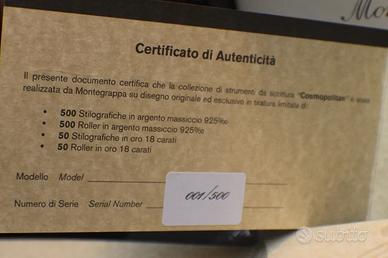 Mon
Certificato di Autenticità
Il presente documento certifica che la collezione di strumenti da scrittura "Cosmopolitan" è stata
realizzata da Montegrappa su disegno originale ed esclusivo in tiratura limitata di:
• 500 Stilografiche in argento massiccio 925‰
• 500 Roller in argento massiccio 925‰
• 50 Stilografiche in oro 18 carati
• 50 Roller in oro 18 carati
Modello Model
001/500
Numero di Serie Serial Number
subito